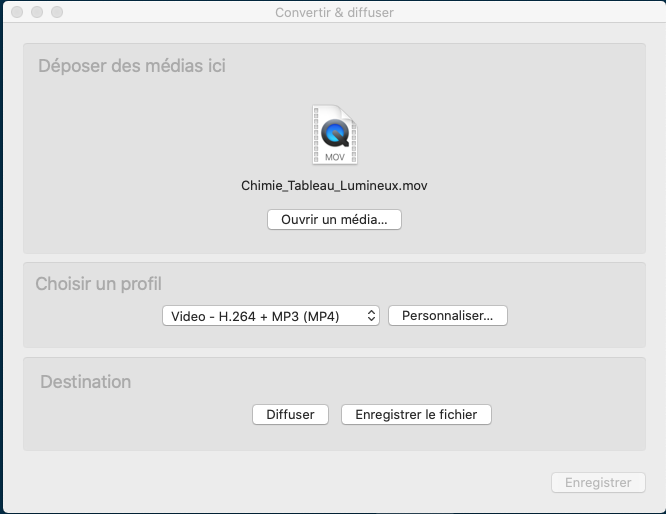 Convertir & diffuser
Déposer des médias ici
MOV
Chimie_Tableau_Lumineux.mov
Ouvrir un média...
Choisir un profil
Video - H.264 + MP3 (MP4)
Personnaliser...
Destination
Diffuser
Enregistrer le fichier
Enregistrer